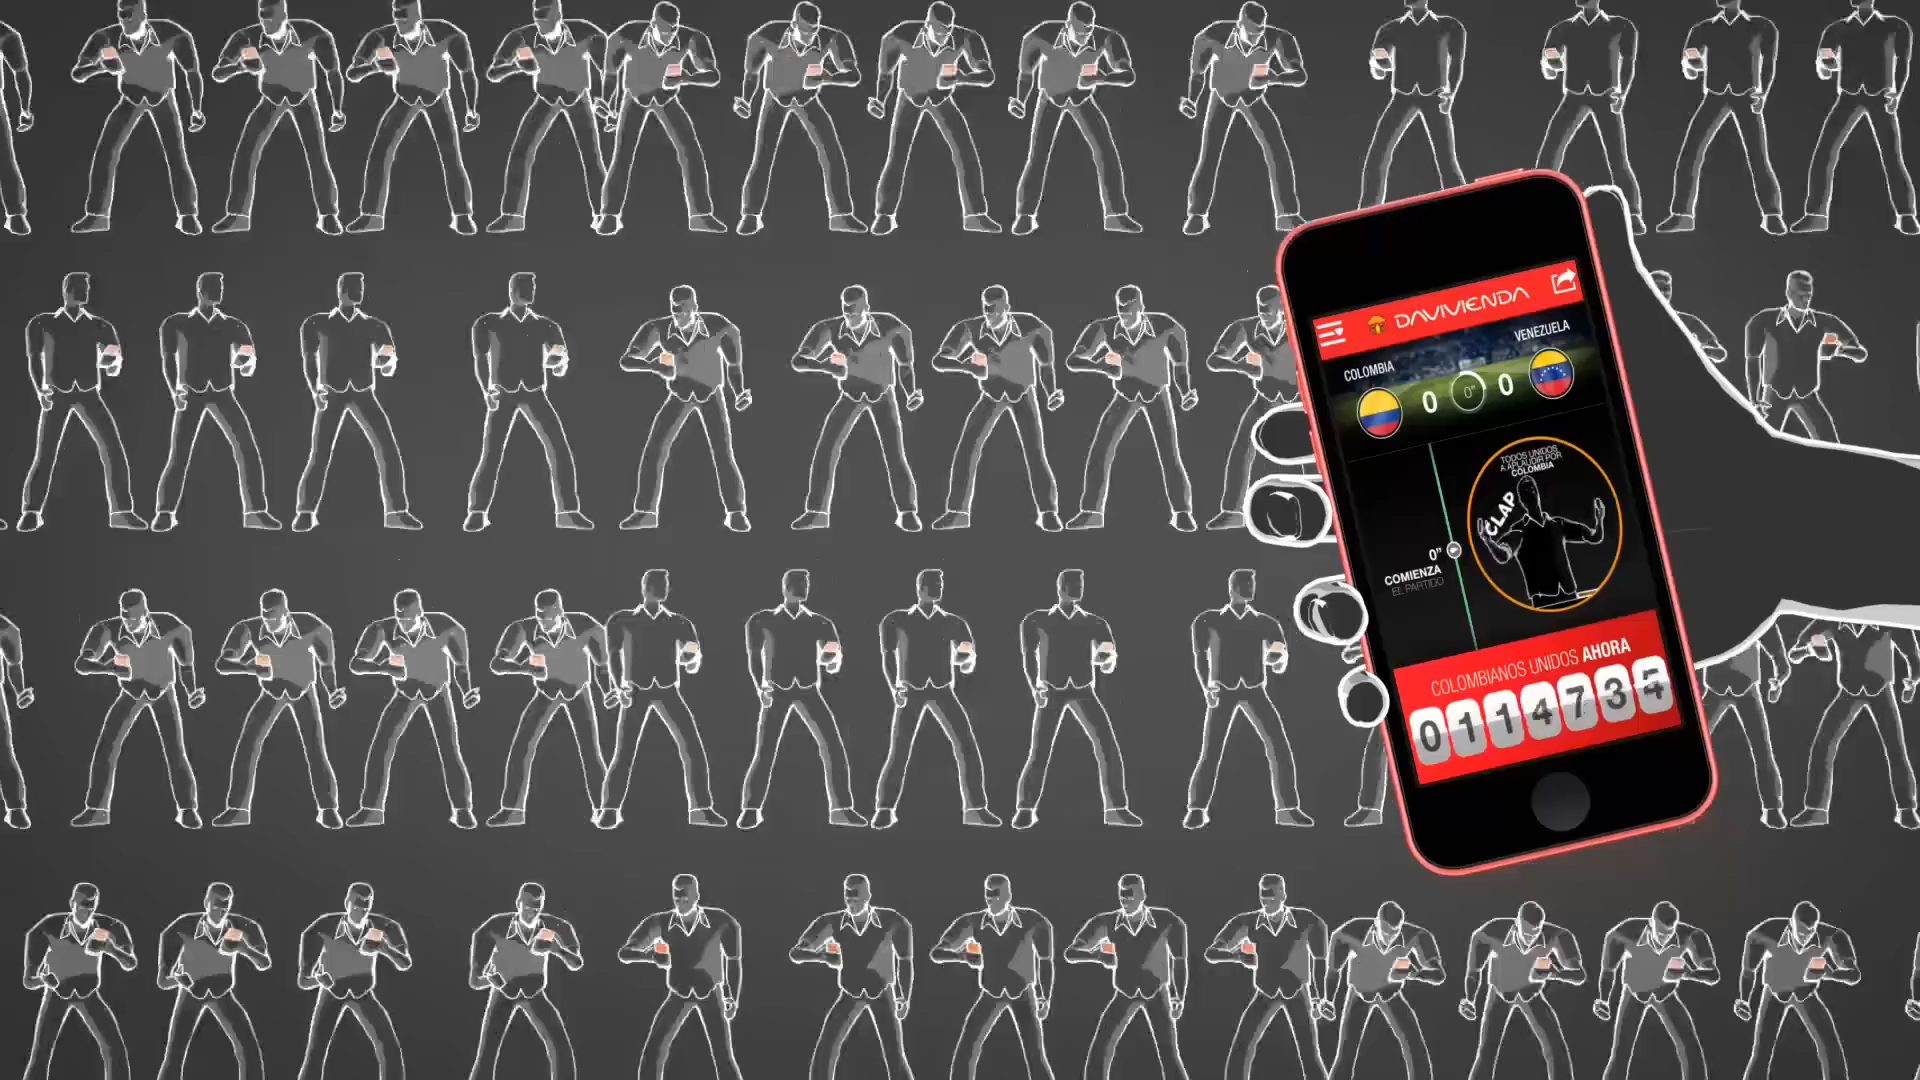 DAVIVIENDA
COLOMBIA
VENEZUELA
0
0"
0
TODOS UNIDOS
A APLAUDIR POR
COLOMBIA
CLAP
0"
COMIENZA
EL PARTIDO
COLOMBIANOS UNIDOS AHORA
011473